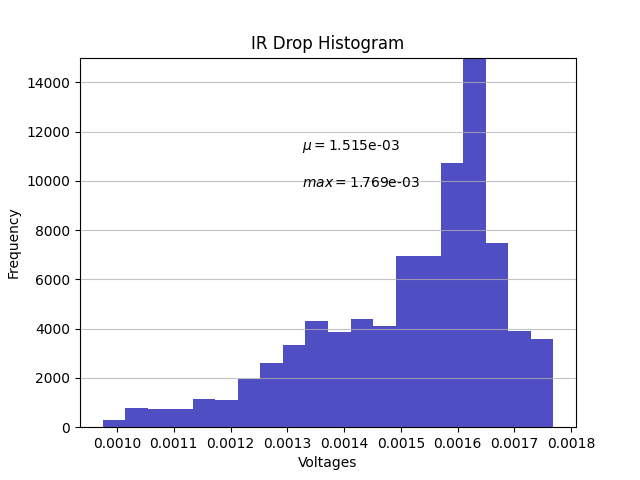 IR Drop Histogram
14000
12000
μ = 1.515e-03
max = 1.769e-03
10000
8000
6000
4000
2000
0
Frequency
0.0010 0.0011 0.0012 0.0013 0.0014 0.0015 0.0016 0.0017 0.0018
Voltages